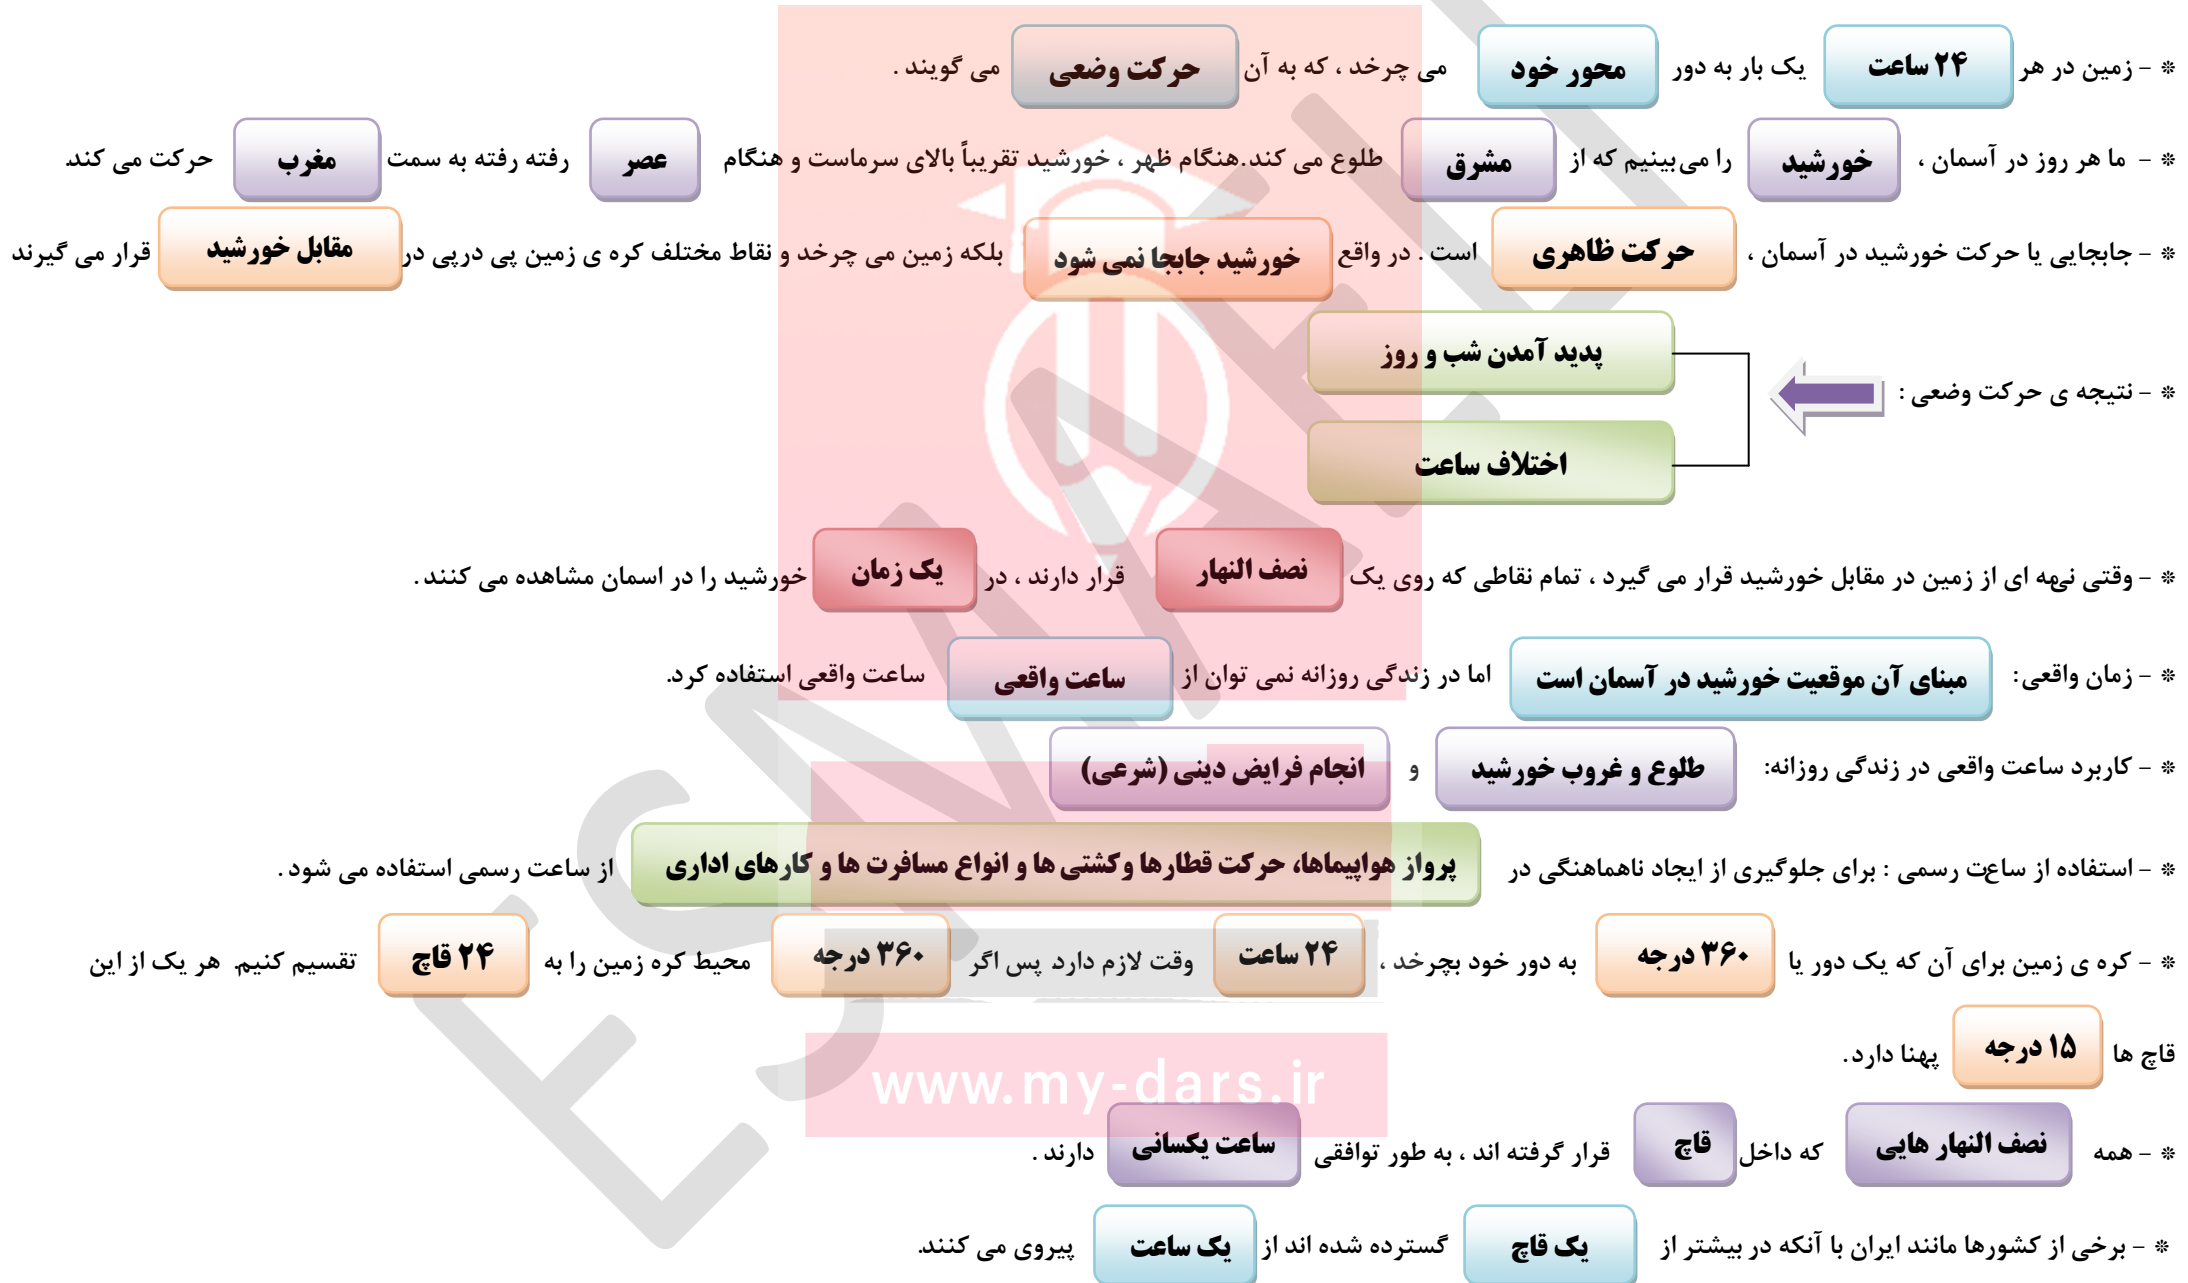 * - زمین در هر ۲۴ ساعت یک بار به دور محور خود می چرخد ، که به آن حرکت وضعی می گویند .
* - ما هر روز در آسمان ، خورشید را می‌بینیم که از مشرق طلوع می کند.هنگام ظهر ، خورشید تقریباً بالای سرماست و هنگام عصر رفته رفته به سمت مغرب حرکت می کند.
* - جابجایی یا حرکت خورشید در آسمان ، حرکت ظاهری است . در واقع خورشید جابجا نمی شود بلکه زمین می چرخد و نقاط مختلف کره ی زمین پی درپی در مقابل خورشید قرار می گیرند
پدید آمدن شب و روز
* - نتیجه ی حرکت وضعی :
اختلاف ساعت
* - وقتی نیهه ای از زمین در مقابل خورشید قرار می گیرد ، تمام نقاطی که روی یک نصف النهار قرار دارند ، در یک زمان خورشید را در اسمان مشاهده می کنند .
* - زمان واقعی: مبنای آن موقعیت خورشید در آسمان است اما در زندگی روزانه نمی توان از ساعت واقعی ساعت واقعی استفاده کرد.
* - کاربرد ساعت واقعی در زندگی روزانه: طلوع و غروب خورشید و انجام فرایض دینی (شرعی)
* - استفاده از ساعت رسمی : برای جلوگیری از ایجاد ناهماهنگی در پرواز هواپیماها، حرکت قطارها وکشتی ها و انواع مسافرت ها و کارهای اداری از ساعت رسمی استفاده می شود .
* - کره ی زمین برای آن که یک دور یا ۳۶۰ درجه به دور خود بچرخد ، ۲۴ ساعت وقت لازم دارد. پس اگر ۳۶۰ درجه محیط کره زمین را به ۲۴ قاچ تقسیم کنیم. هر یک از این
قاچ ها ۱۵ درجه پهنا دارد.
www.my-dars.ir
* - همه نصف النهار هایی که داخل قاچ قرار گرفته اند ، به طور توافقی ساعت یکسانی دارند .
* - برخی از کشورها مانند ایران با آنکه در بیشتر از یک قاچ گسترده شده اند از یک ساعت پیروی می کنند.